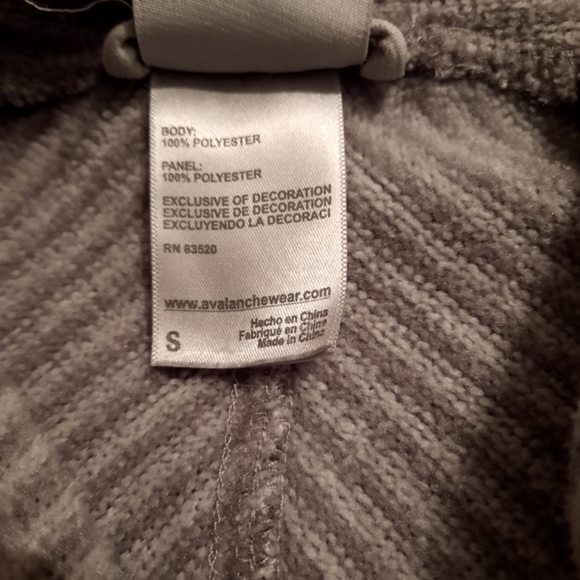 BODY:
100% POLYESTER
PANEL:
100% POLYESTER
EXCLUSIVE OF DECORATION
EXCLUSIVE DE DECORATION
EXCLUYENDO LA DECORACI
RN 83520
www.avalanchewear.com
S
Hecho en China
Fabriqué en Chine
Made in China